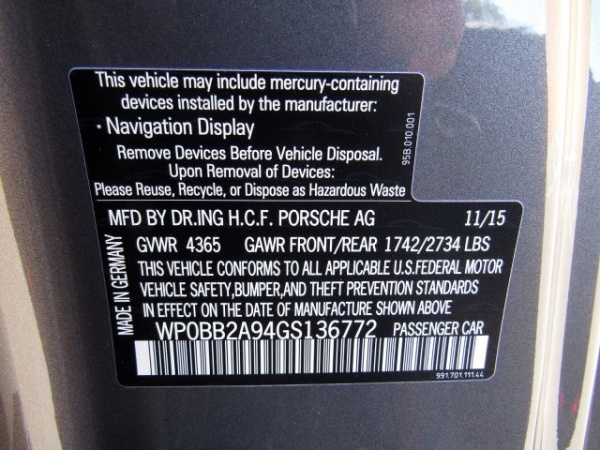 This vehicle may include mercury-containing
devices installed by the manufacturer:
· Navigation Display
Remove Devices Before Vehicle Disposal.
Upon Removal of Devices:
Please Reuse, Recycle, or Dispose as Hazardous Waste
95B.010.001
MFD BY DR.ING H.C.F. PORSCHE AG 11/15
GVWR 4365 GAWR FRONT/REAR 1742/2734 LBS
THIS VEHICLE CONFORMS TO ALL APPLICABLE U.S.FEDERAL MOTOR
VEHICLE SAFETY,BUMPER,AND THEFT PREVENTION STANDARDS
IN EFFECT ON THE DATE OF MANUFACTURE SHOWN ABOVE.
WP0BB2A94GS136772 PASSENGER CAR
MADE IN GERMANY
991.701.111.44